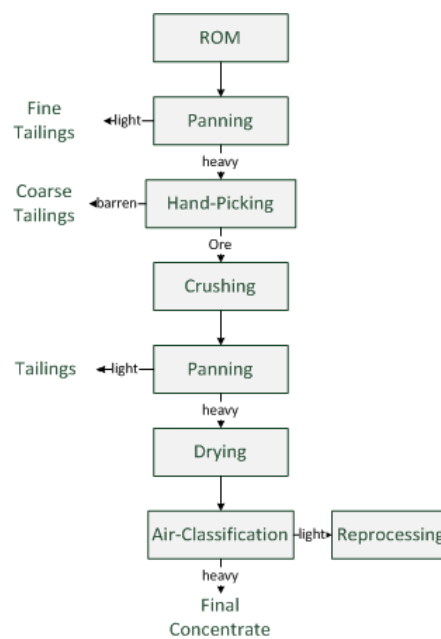 ROM
Fine
Tailings
light
Panning
heavy
Coarse
Tailings
barren
Hand-Picking
Ore
Crushing
Tailings
light
Panning
heavy
Drying
Air-Classification
light
Reprocessing
heavy
Final
Concentrate